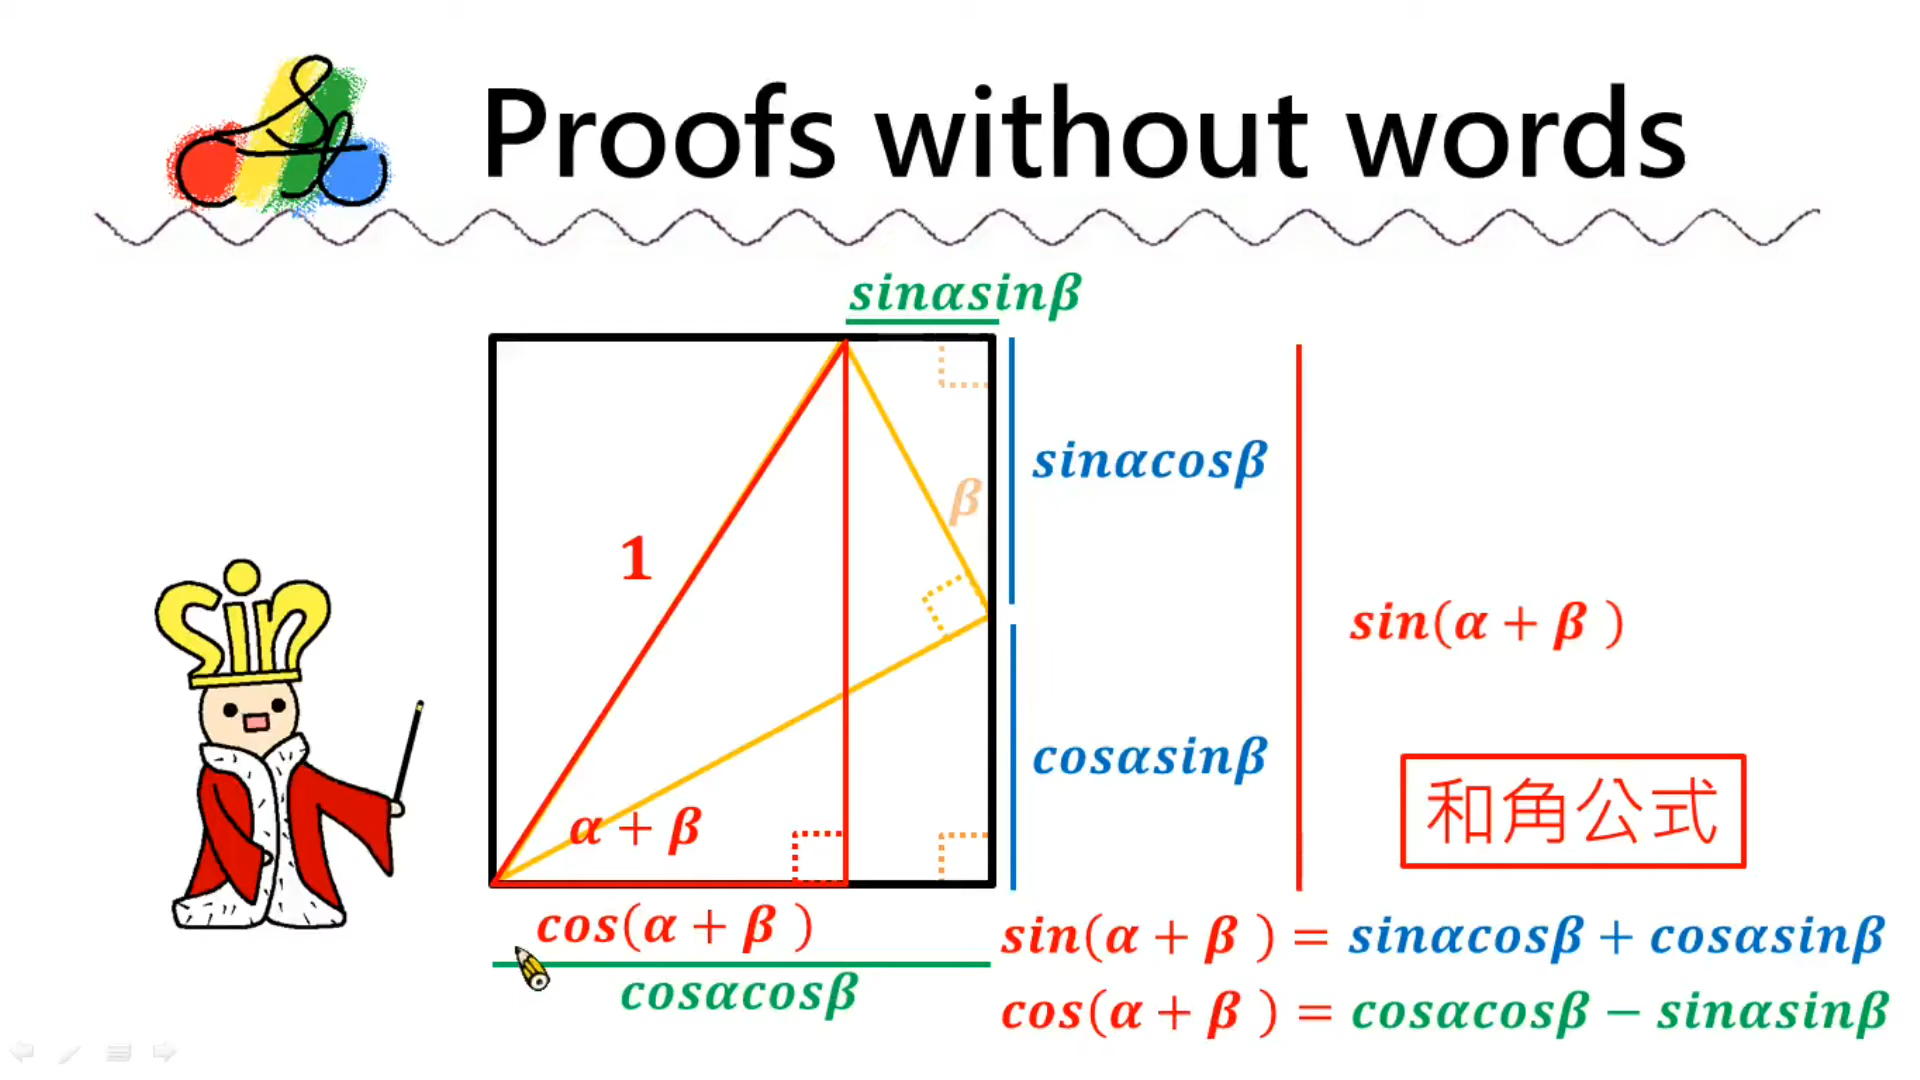 Proofs without words
sinαsinβ
sinαcosβ
β
1
sin(α + β )
sin
cosαsinβ
和角公式
α + β
cos(α + β )
cosαcosβ
sin(α + β ) = sinαcosβ + cosαsinβ
cos(α + β ) = cosαcosβ − sinαsinβ